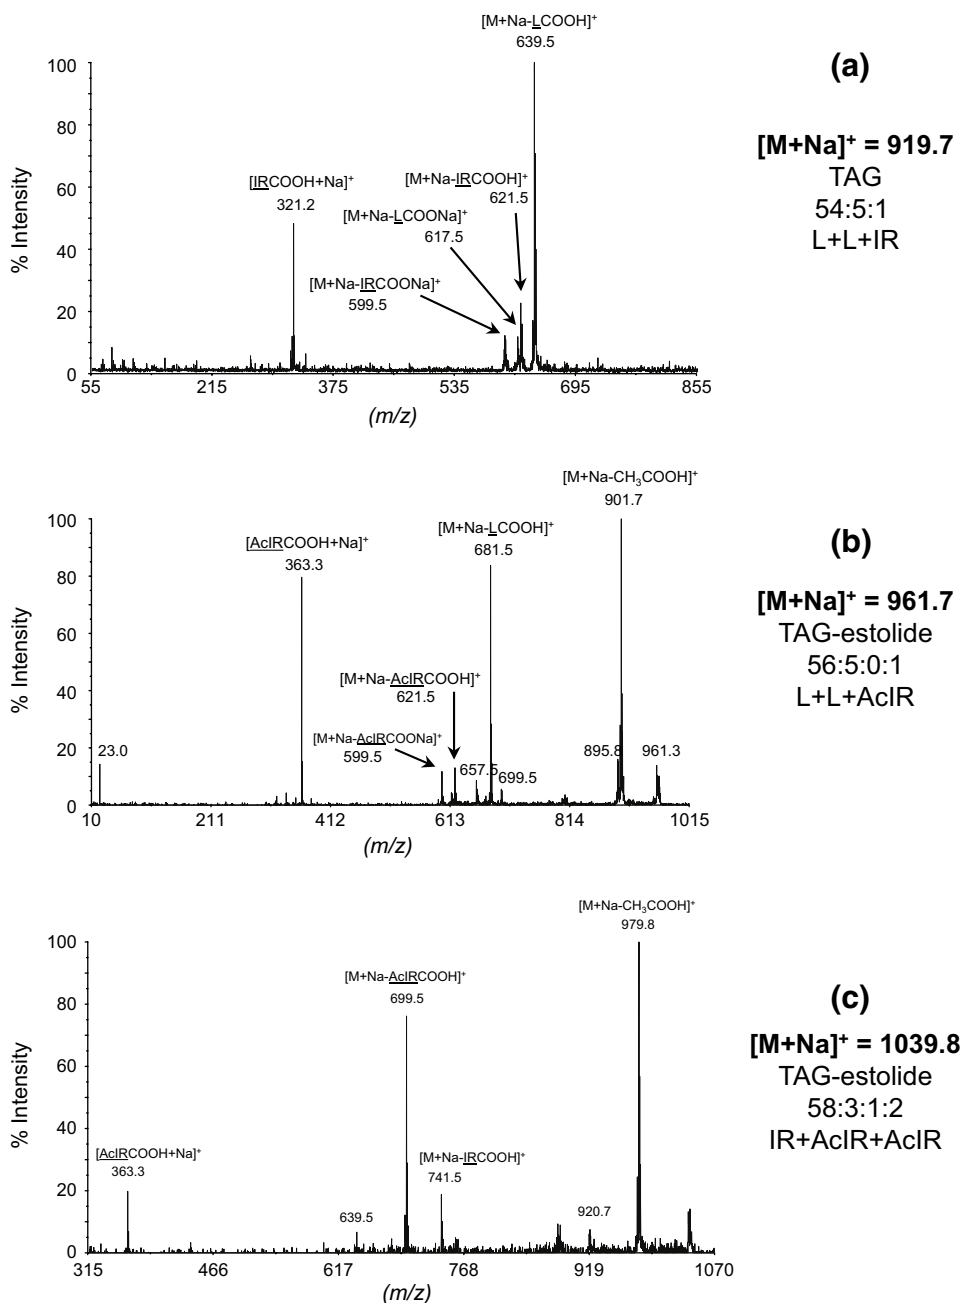 [M+Na-LCOOH]⁺
639.5
(a)
[M+Na]⁺ = 919.7
TAG
54:5:1
L+L+IR
% Intensity
100
80
60
40
20
0
[IRCOOH+Na]⁺
321.2
[M+Na-IRCOOH]⁺
621.5
[M+Na-LCOONa]⁺
617.5
[M+Na-IRCOONa]⁺
599.5
55 215 375 535 695 855
(m/z)
[M+Na-CH₃COOH]⁺
901.7
(b)
[M+Na]⁺ = 961.7
TAG-estolide
56:5:0:1
L+L+AcIR
% Intensity
100
80
60
40
20
0
[AcIRCOOH+Na]⁺
363.3
[M+Na-LCOOH]⁺
681.5
[M+Na-AcIRCOOH]⁺
621.5
[M+Na-AcIRCOONa]⁺
599.5
23.0
657.5
699.5
895.8
961.3
10 211 412 613 814 1015
(m/z)
[M+Na-CH₃COOH]⁺
979.8
(c)
[M+Na]⁺ = 1039.8
TAG-estolide
58:3:1:2
IR+AcIR+AcIR
% Intensity
100
80
60
40
20
0
[M+Na-AcIRCOOH]⁺
699.5
[AcIRCOOH+Na]⁺
363.3
[M+Na-IRCOOH]⁺
741.5
639.5
920.7
315 466 617 768 919 1070
(m/z)